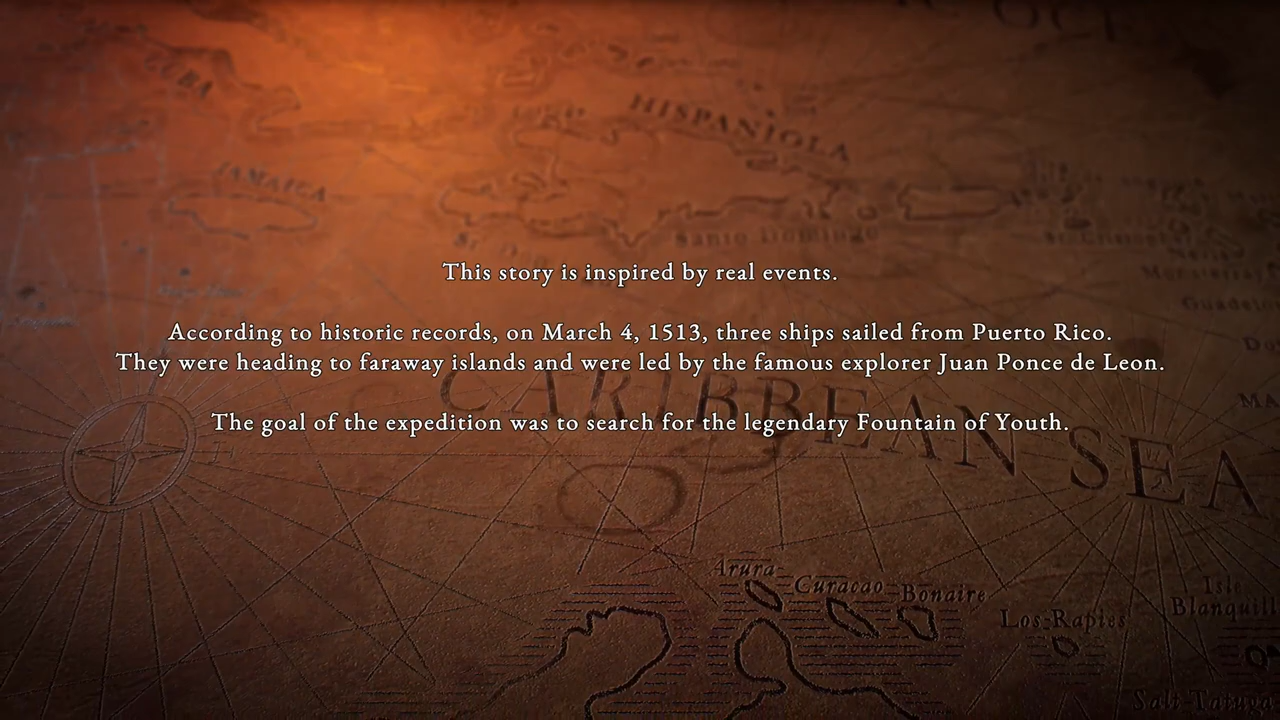 OCE
CUBA
HISPANIOLA
JAMAICA
Santo Domingo
This story is inspired by real events.
According to historic records, on March 4, 1513, three ships sailed from Puerto Rico.
They were heading to faraway islands and were led by the famous explorer Juan Ponce de Leon.
CARIBBEAN SEA
The goal of the expedition was to search for the legendary Fountain of Youth.
Arura
Curacao
Bonaire
Los-Rapies
Isle
Blanquill